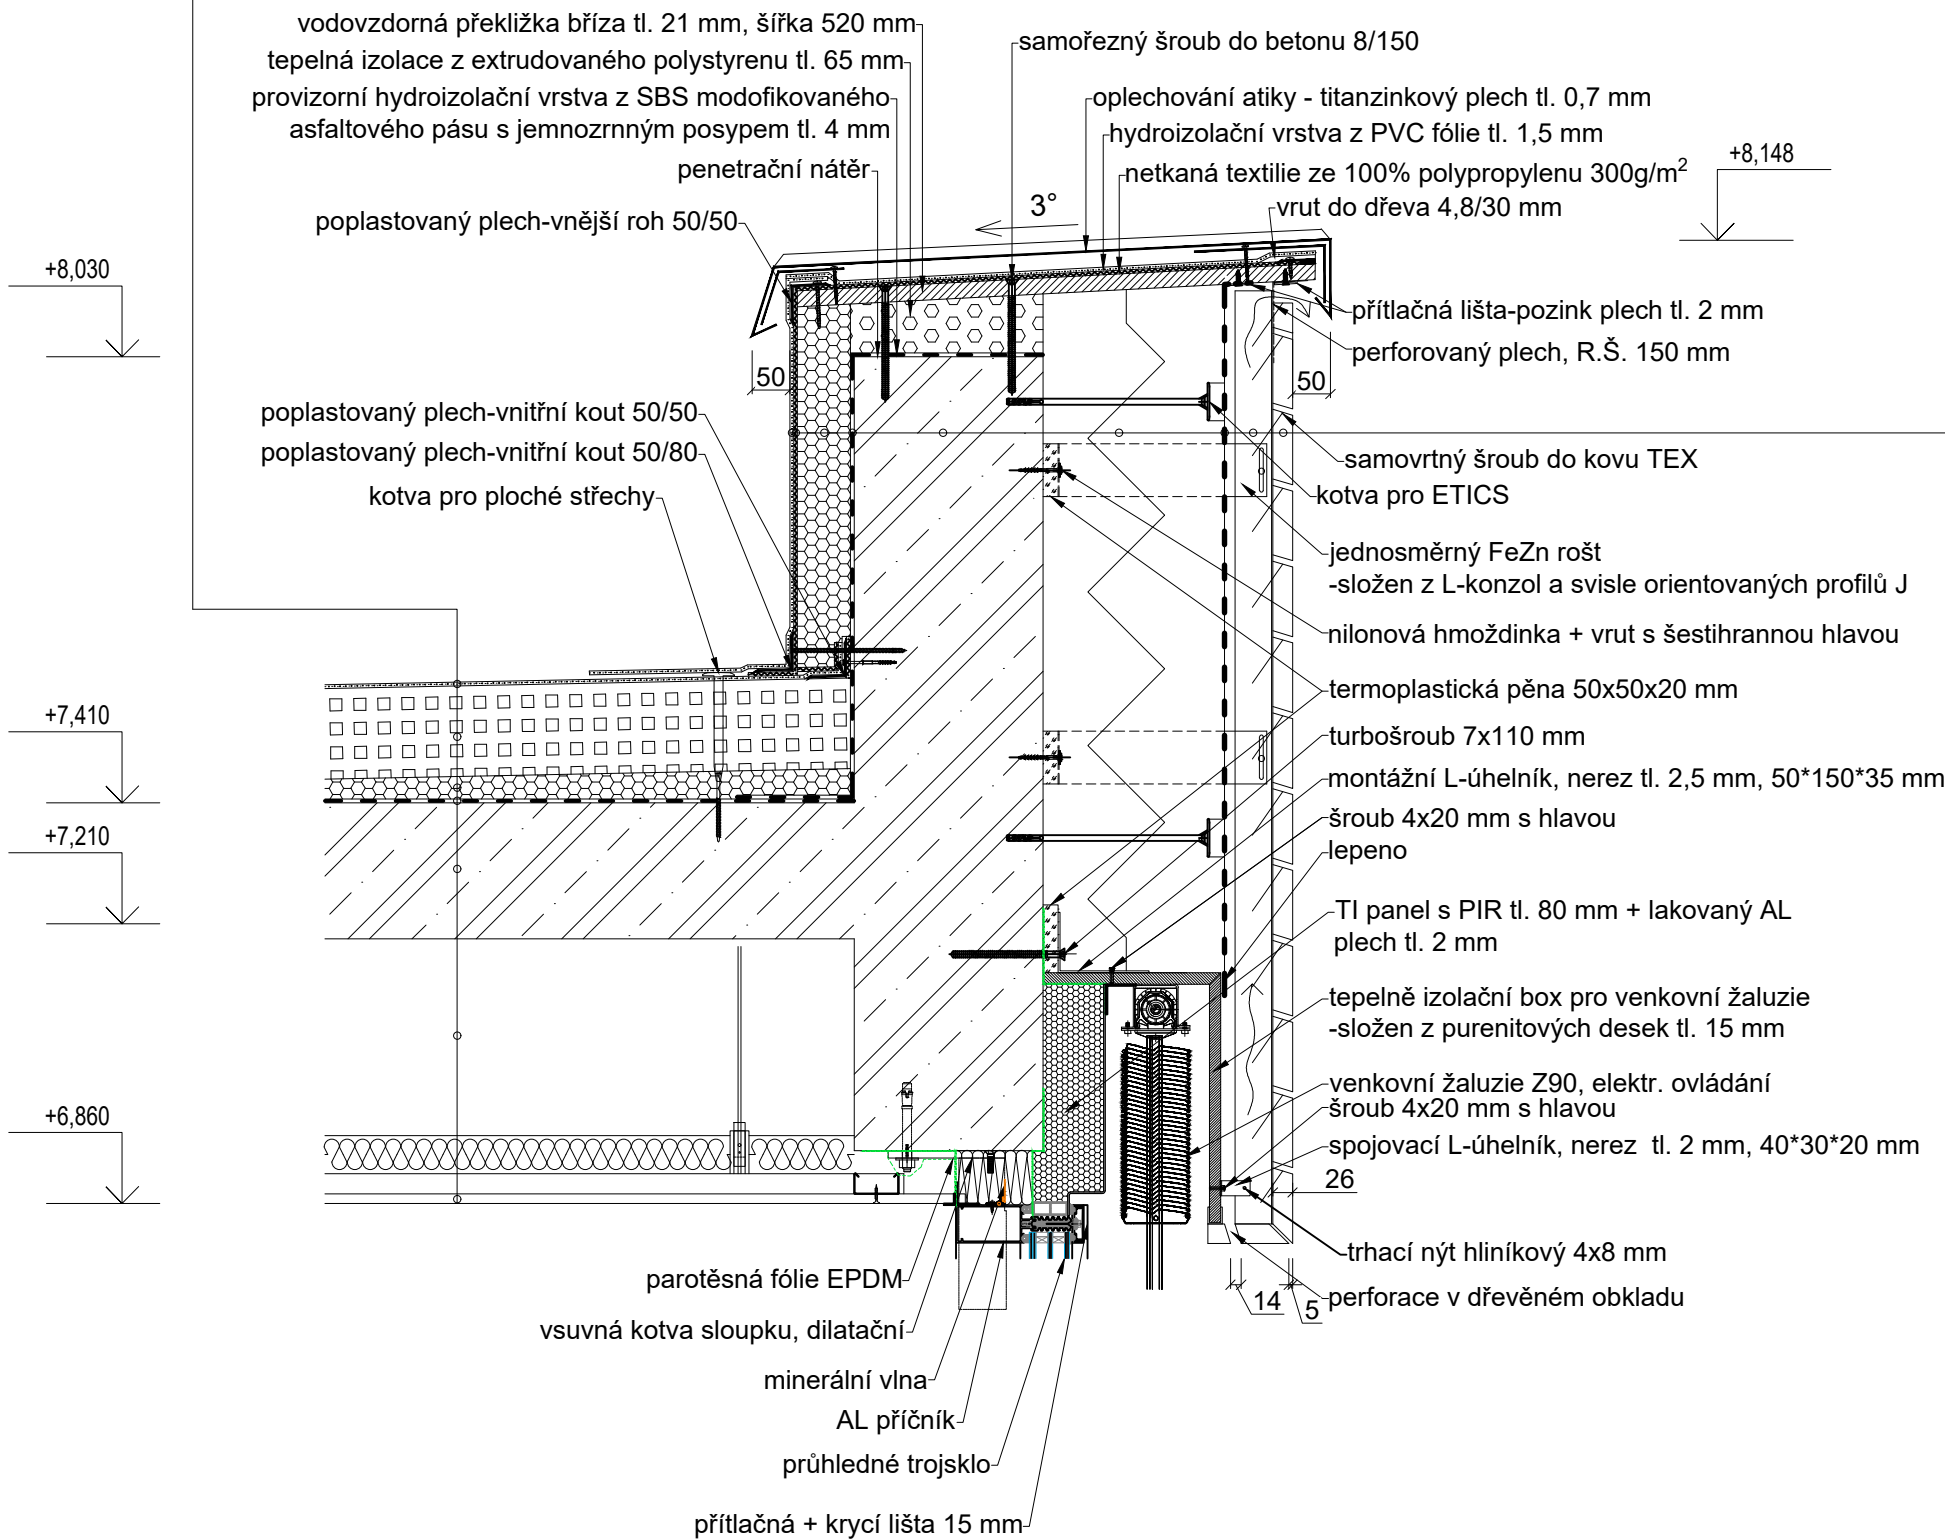 vodovzdorná překližka bříza tl. 21 mm, šířka 520 mm
tepelná izolace z extrudovaného polystyrenu tl. 65 mm
provizorní hydroizolační vrstva z SBS modofikovaného
asfaltového pásu s jemnozrnným posypem tl. 4 mm
penetrační nátěr
poplastovaný plech-vnější roh 50/50
samořezný šroub do betonu 8/150
oplechování atiky - titanzinkový plech tl. 0,7 mm
hydroizolační vrstva z PVC fólie tl. 1,5 mm
netkaná textilie ze 100% polypropylenu 300g/m²
vrut do dřeva 4,8/30 mm
3°
+8,148
+8,030
přítlačná lišta-pozink plech tl. 2 mm
perforovaný plech, R.Š. 150 mm
50
50
poplastovaný plech-vnitřní kout 50/50
poplastovaný plech-vnitřní kout 50/80
kotva pro ploché střechy
samovrtný šroub do kovu TEX
kotva pro ETICS
jednosměrný FeZn rošt
-složen z L-konzol a svisle orientovaných profilů J
nilonová hmoždinka + vrut s šestihrannou hlavou
termoplastická pěna 50x50x20 mm
+7,410
turbošroub 7x110 mm
montážní L-úhelník, nerez tl. 2,5 mm, 50*150*35 mm
šroub 4x20 mm s hlavou
+7,210
lepeno
TI panel s PIR tl. 80 mm + lakovaný AL
plech tl. 2 mm
tepelně izolační box pro venkovní žaluzie
-složen z purenitových desek tl. 15 mm
venkovní žaluzie Z90, elektr. ovládání
+6,860
šroub 4x20 mm s hlavou
spojovací L-úhelník, nerez  tl. 2 mm, 40*30*20 mm
26
trhací nýt hliníkový 4x8 mm
perforace v dřevěném obkladu
14
5
parotěsná fólie EPDM
vsuvná kotva sloupku, dilatační
minerální vlna
AL příčník
průhledné trojsklo
přítlačná + krycí lišta 15 mm